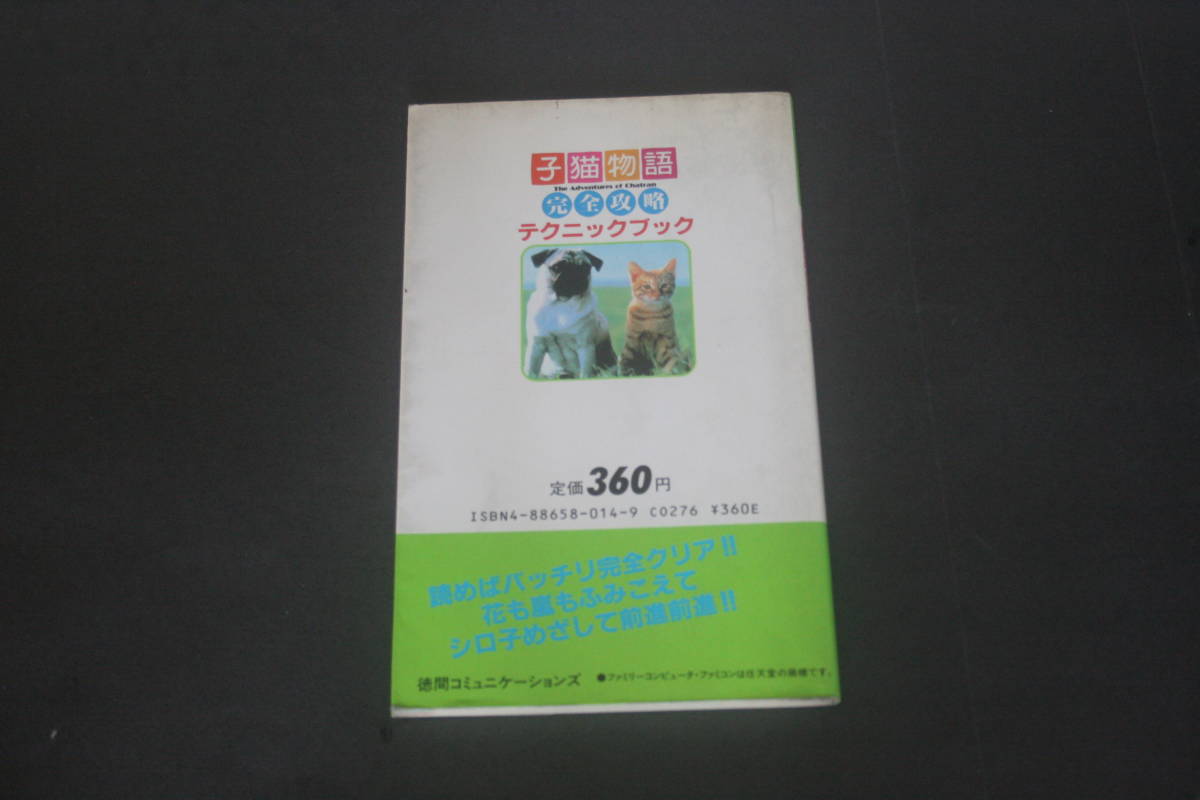 子猫物語
The Adventures of Chatran
完全攻略
テクニックブック
定価360円
ISBN4-88658-014-9 C0276 ¥360E
読めばバッチリ完全クリア!!
花も嵐もふみこえて
シロ子めざして前進前進!!
徳間コミュニケーションズ ●ファミリーコンピュータ・ファミコンは任天堂の商標です。